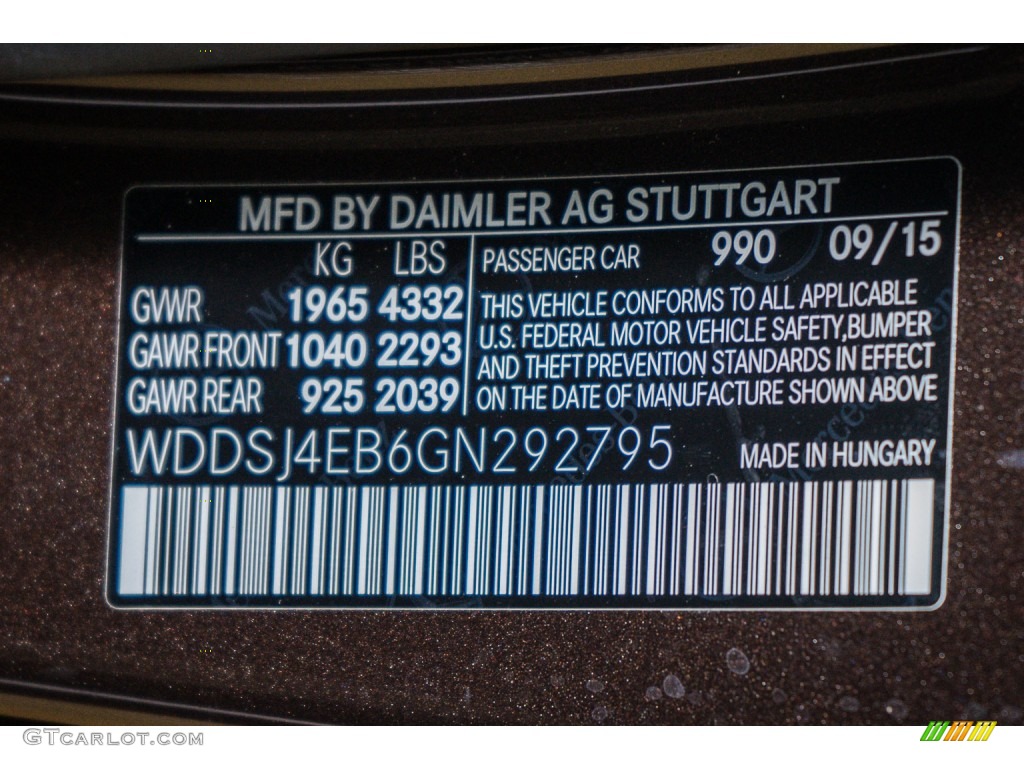 MFD BY DAIMLER AG STUTTGART
KG LBS
GVWR 1965 4332
GAWR FRONT 1040 2293
GAWR REAR 925 2039
PASSENGER CAR 990 09/15
THIS VEHICLE CONFORMS TO ALL APPLICABLE
U.S. FEDERAL MOTOR VEHICLE SAFETY,BUMPER
AND THEFT PREVENTION STANDARDS IN EFFECT
ON THE DATE OF MANUFACTURE SHOWN ABOVE
WDDSJ4EB6GN292795 MADE IN HUNGARY
GTCARLOT.COM